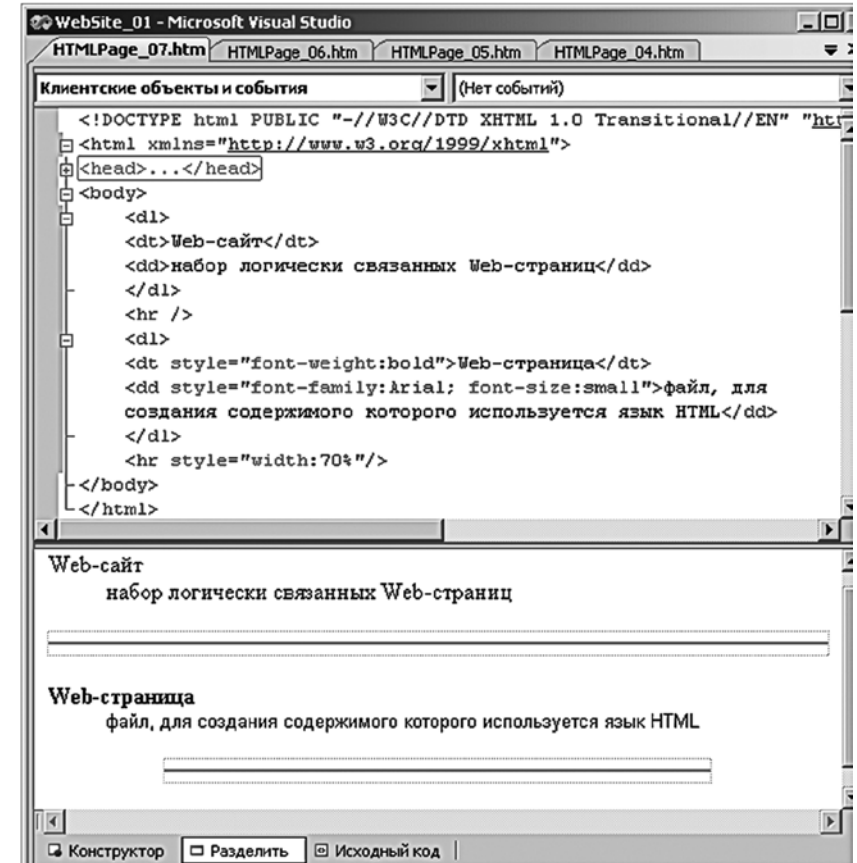 WebSite_01 - Microsoft Visual Studio
HTMLPage_07.htm HTMLPage_06.htm HTMLPage_05.htm HTMLPage_04.htm
Клиентские объекты и события (Нет событий)
<!DOCTYPE html PUBLIC "-//W3C//DTD XHTML 1.0 Transitional//EN" "htt
<html xmlns="http://www.w3.org/1999/xhtml">
<head>...</head>
<body>
<dl>
<dt>Web-сайт</dt>
<dd>набор логически связанных Web-страниц</dd>
</dl>
<hr />
<dl>
<dt style="font-weight:bold">Web-страница</dt>
<dd style="font-family:Arial; font-size:small">файл, для
создания содержимого которого используется язык HTML</dd>
</dl>
<hr style="width:70%"/>
</body>
</html>
Web-сайт
набор логически связанных Web-страниц
Web-страница
файл, для создания содержимого которого используется язык HTML
Конструктор Разделить Исходный код